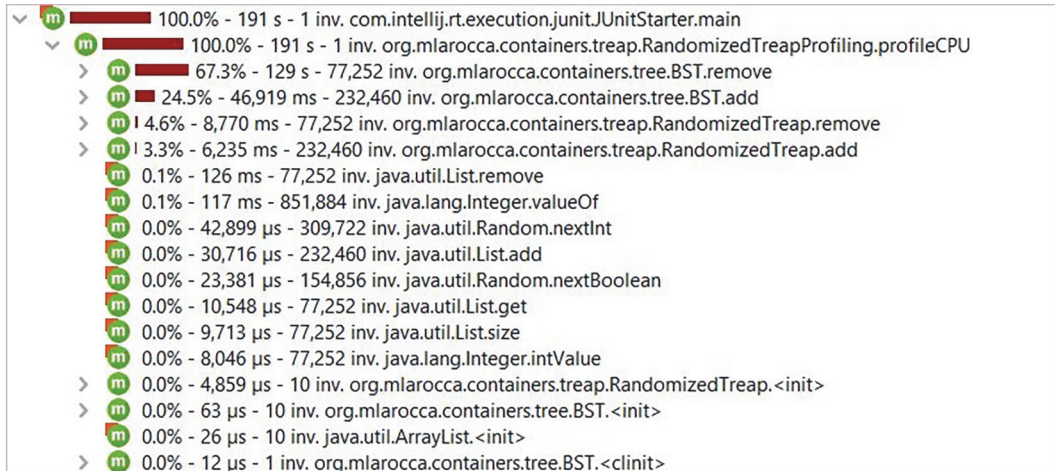 m 100.0% - 191 s - 1 inv. com.intellij.rt.execution.junit.JUnitStarter.main
m 100.0% - 191 s - 1 inv. org.mlarocca.containers.treap.RandomizedTreapProfiling.profileCPU
m 67.3% - 129 s - 77,252 inv. org.mlarocca.containers.tree.BST.remove
m 24.5% - 46,919 ms - 232,460 inv. org.mlarocca.containers.tree.BST.add
m 4.6% - 8,770 ms - 77,252 inv. org.mlarocca.containers.treap.RandomizedTreap.remove
m 3.3% - 6,235 ms - 232,460 inv. org.mlarocca.containers.treap.RandomizedTreap.add
m 0.1% - 126 ms - 77,252 inv. java.util.List.remove
m 0.1% - 117 ms - 851,884 inv. java.lang.Integer.valueOf
m 0.0% - 42,899 μs - 309,722 inv. java.util.Random.nextInt
m 0.0% - 30,716 μs - 232,460 inv. java.util.List.add
m 0.0% - 23,381 μs - 154,856 inv. java.util.Random.nextBoolean
m 0.0% - 10,548 μs - 77,252 inv. java.util.List.get
m 0.0% - 9,713 μs - 77,252 inv. java.util.List.size
m 0.0% - 8,046 μs - 77,252 inv. java.lang.Integer.intValue
m 0.0% - 4,859 μs - 10 inv. org.mlarocca.containers.treap.RandomizedTreap.<init>
m 0.0% - 63 μs - 10 inv. org.mlarocca.containers.tree.BST.<init>
m 0.0% - 26 μs - 10 inv. java.util.ArrayList.<init>
m 0.0% - 12 μs - 1 inv. org.mlarocca.containers.tree.BST.<clinit>